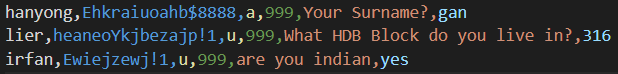 hanyong,Ehkraiuoahb$8888,a,999,Your Surname?,gan
lier,heaneoYkjbezajp!1,u,999,What HDB Block do you live in?,316
irfan,Ewiejzewj!1,u,999,are you indian,yes